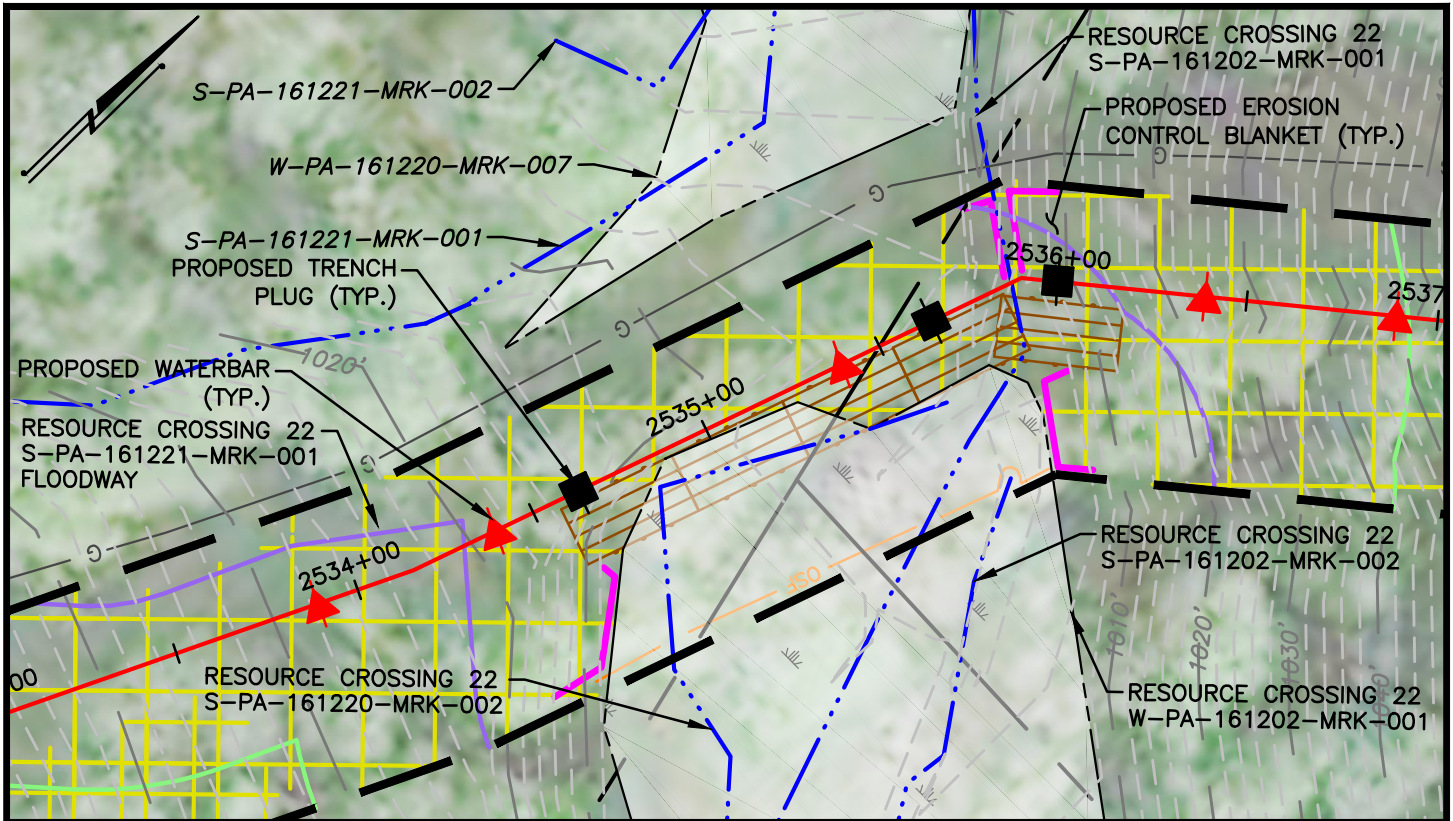 RESOURCE CROSSING 22
S-PA-161202-MRK-001
S-PA-161221-MRK-002
PROPOSED EROSION
CONTROL BLANKET (TYP.)
G
W-PA-161220-MRK-007
G
S-PA-161221-MRK-001
PROPOSED TRENCH
PLUG (TYP.)
2536+00
2537
G
1020'
PROPOSED WATERBAR
(TYP.)
2535+00
RESOURCE CROSSING 22
S-PA-161221-MRK-001
FLOODWAY
G
G
2534+00
350
RESOURCE CROSSING 22
S-PA-161202-MRK-002
1010'
1020'
1030'
1040'
00
RESOURCE CROSSING 22
S-PA-161220-MRK-002
RESOURCE CROSSING 22
W-PA-161202-MRK-001